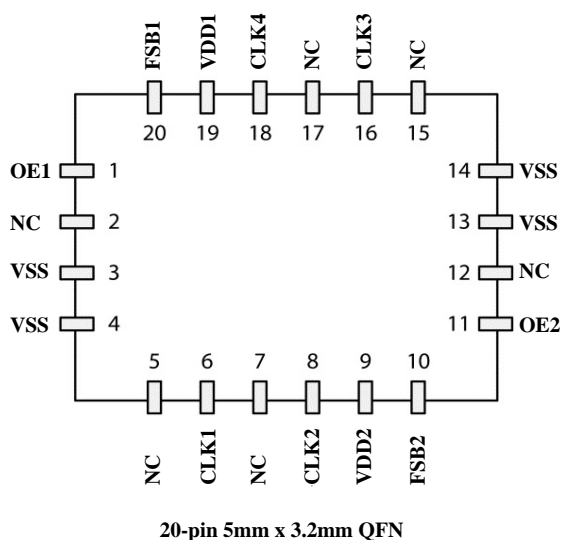 FSB1 VDD1 CLK4 NC CLK3 NC
20 19 18 17 16 15
OE1 1 14 VSS
NC 2 13 VSS
VSS 3 12 NC
VSS 4 11 OE2
5 6 7 8 9 10
NC CLK1 NC CLK2 VDD2 FSB2
20-pin 5mm x 3.2mm QFN